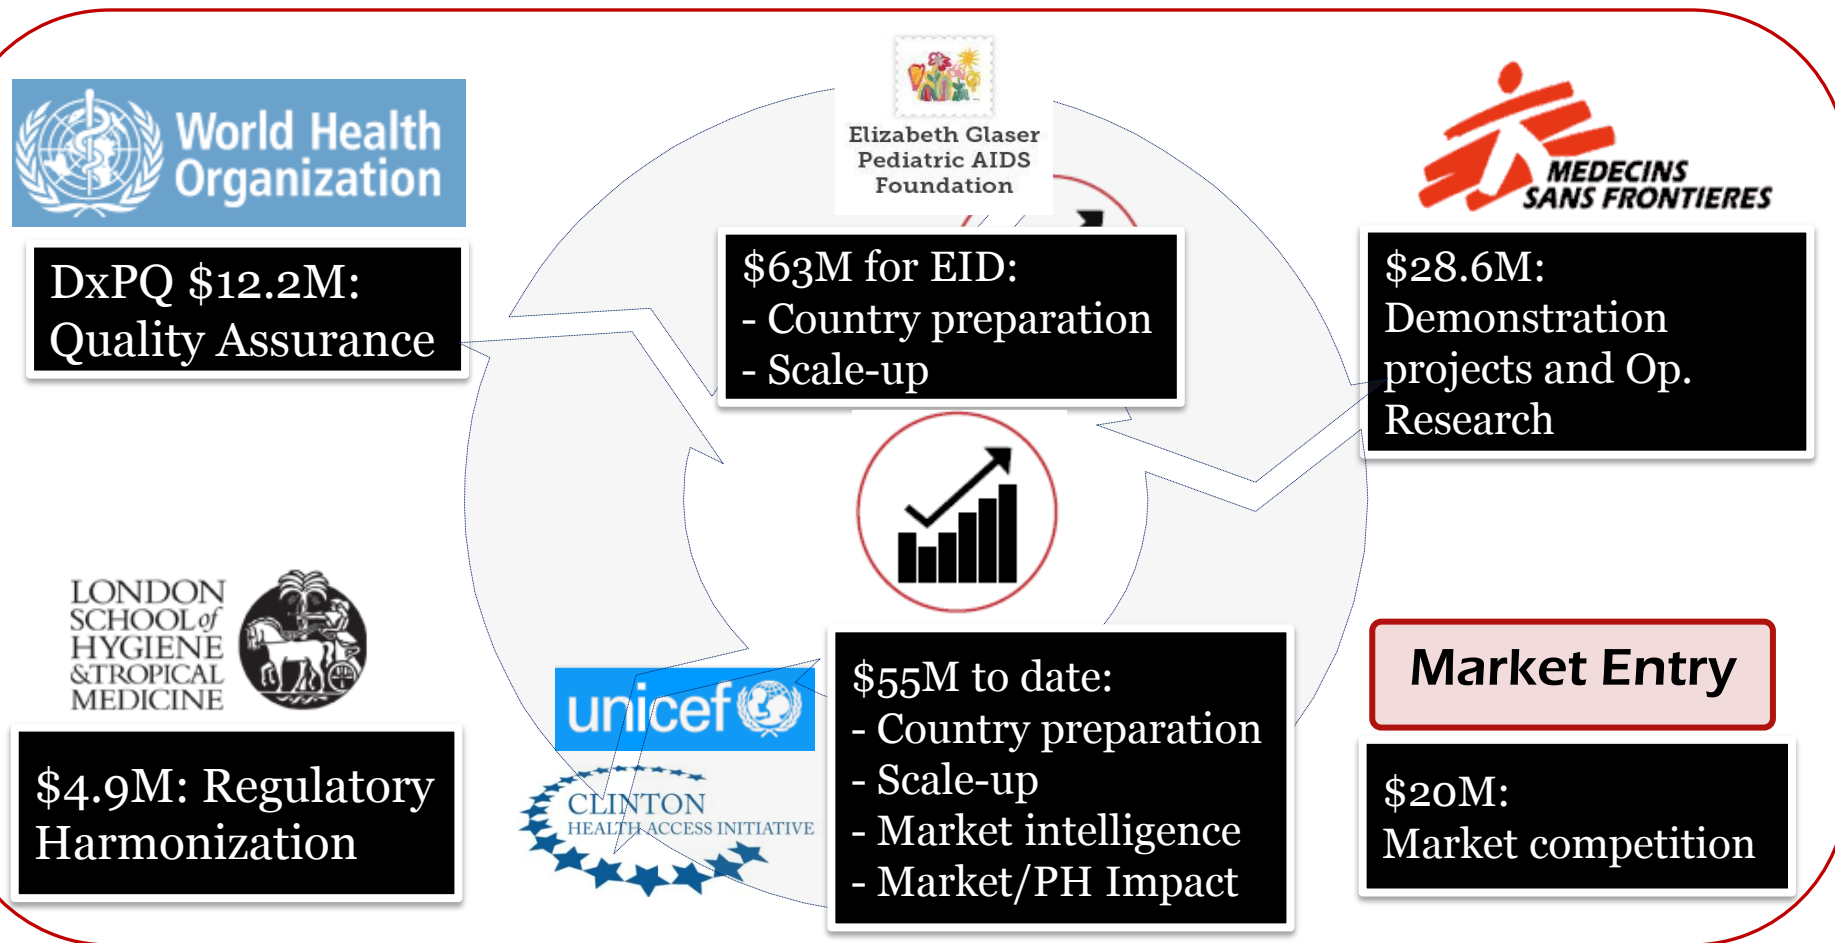 World Health
Organization
DxPQ $12.2M:
Quality Assurance
Elizabeth Glaser
Pediatric AIDS
Foundation
$63M for EID:
- Country preparation
- Scale-up
MEDECINS
SANS FRONTIERES
$28.6M:
Demonstration
projects and Op.
Research
LONDON
SCHOOL of
HYGIENE
&TROPICAL
MEDICINE
$4.9M: Regulatory
Harmonization
unicef
CLINTON
HEALTH ACCESS INITIATIVE
$55M to date:
- Country preparation
- Scale-up
- Market intelligence
- Market/PH Impact
Market Entry
$20M:
Market competition